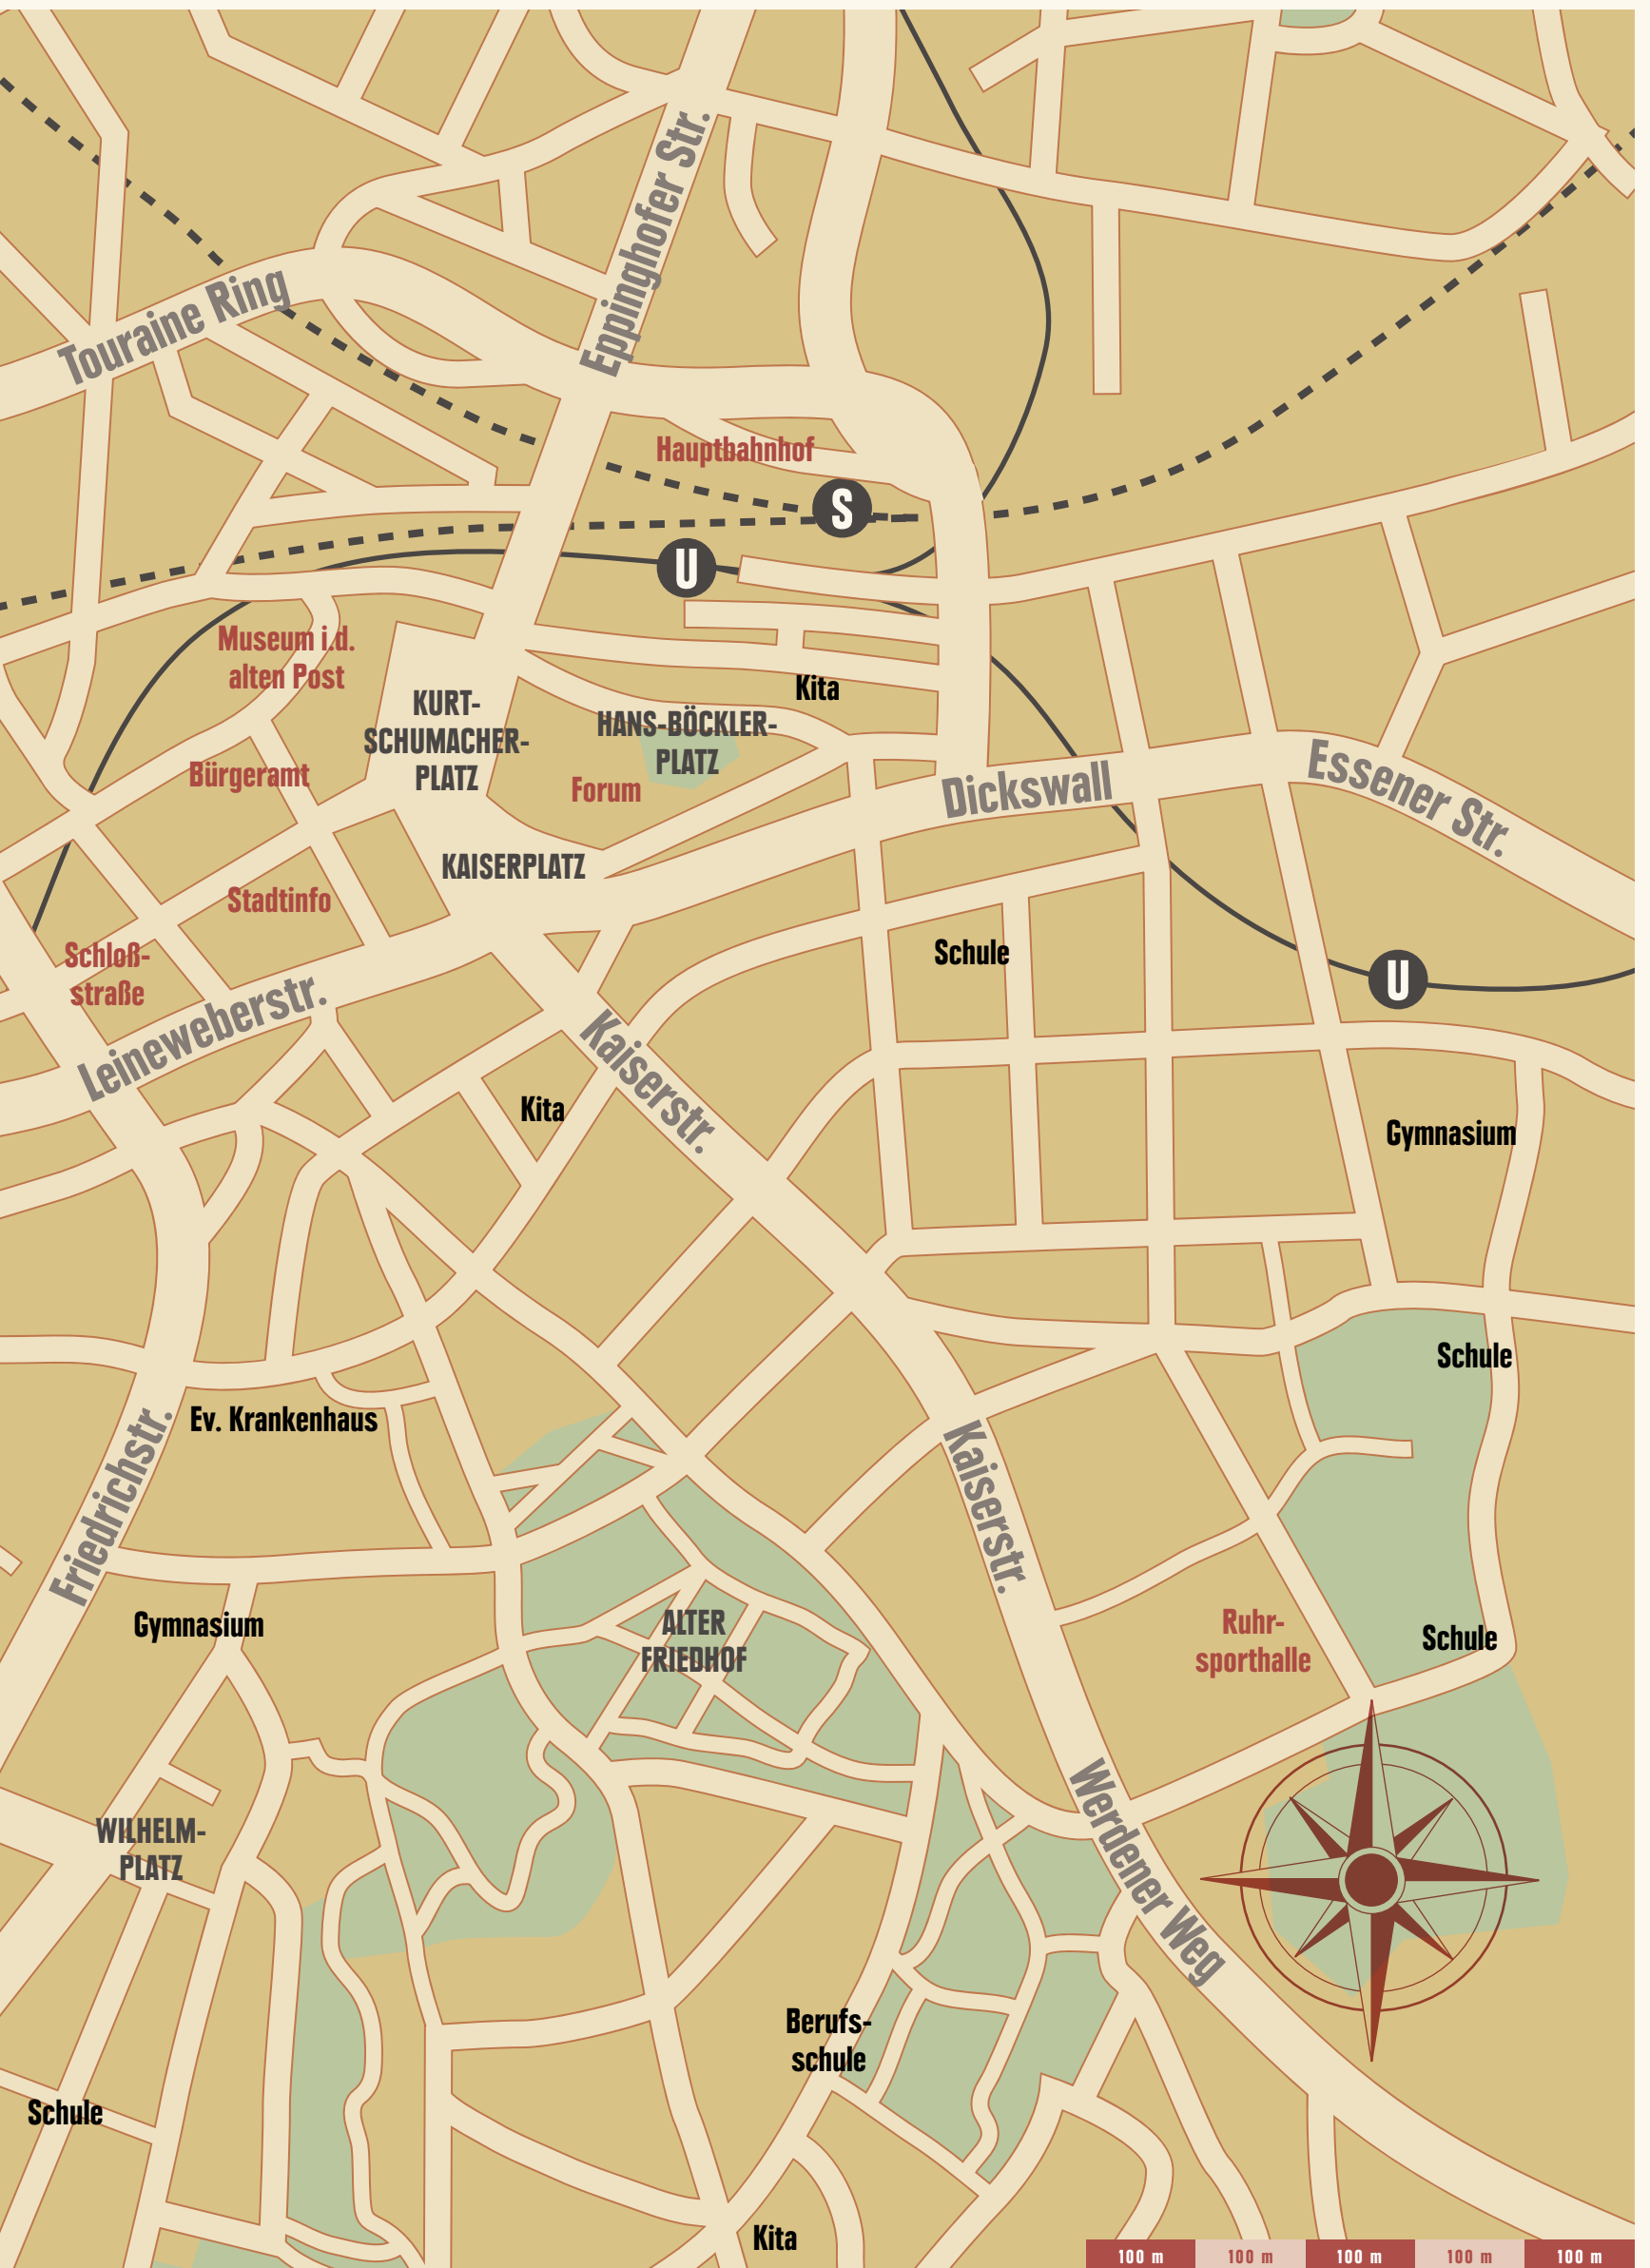 Eppinghofer Str.
Touraine Ring
Hauptbahnhof
S
U
Museum i.d.
alten Post
Kita
KURT-
SCHUMACHER-
PLATZ
HANS-BÖCKLER-
PLATZ
Bürgeramt
Forum
Dickswall
Essener Str.
KAISERPLATZ
Stadtinfo
Schule
Schloß-
straße
U
Leineweberstr.
Kaiserstr.
Kita
Gymnasium
Schule
Ev. Krankenhaus
Friedrichstr.
Kaiserstr.
Gymnasium
ALTER
FRIEDHOF
Ruhr-
sporthalle
Schule
WILHELM-
PLATZ
Werdener Weg
Berufs-
schule
Schule
Kita
100 m
100 m
100 m
100 m
100 m